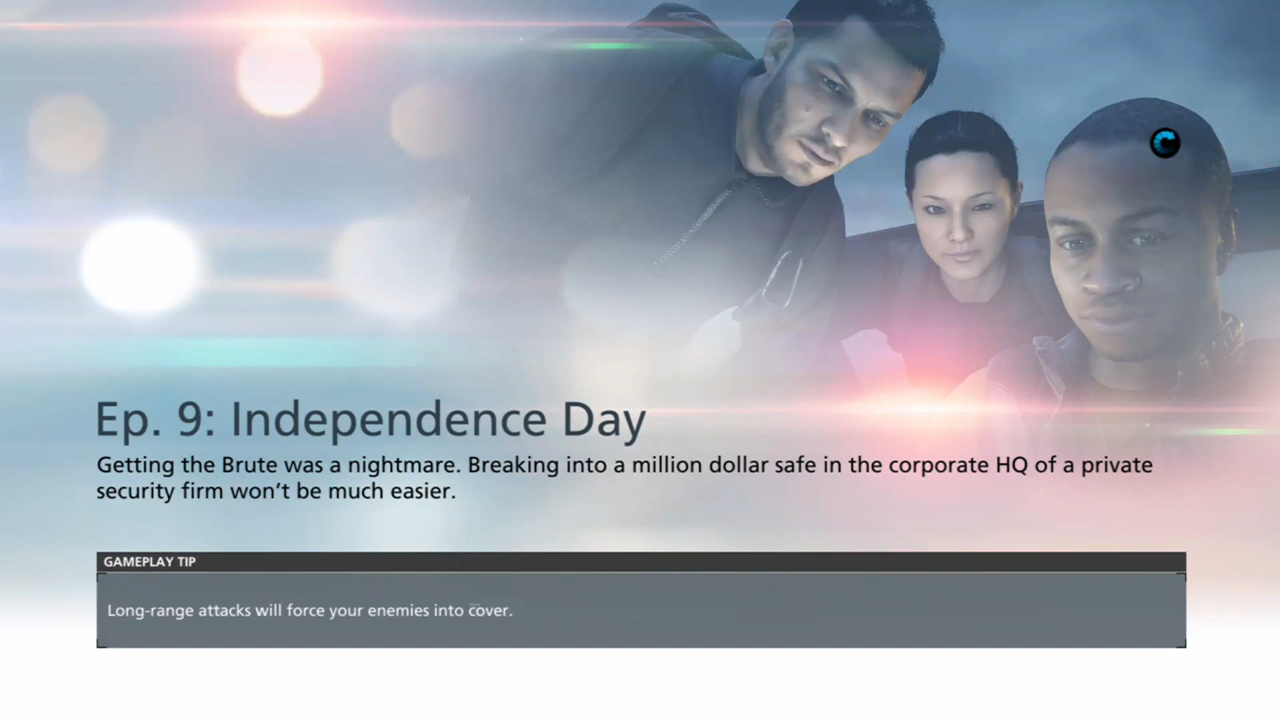 Ep. 9: Independence Day
Getting the Brute was a nightmare. Breaking into a million dollar safe in the corporate HQ of a private
security firm won’t be much easier.
GAMEPLAY TIP
Long-range attacks will force your enemies into cover.